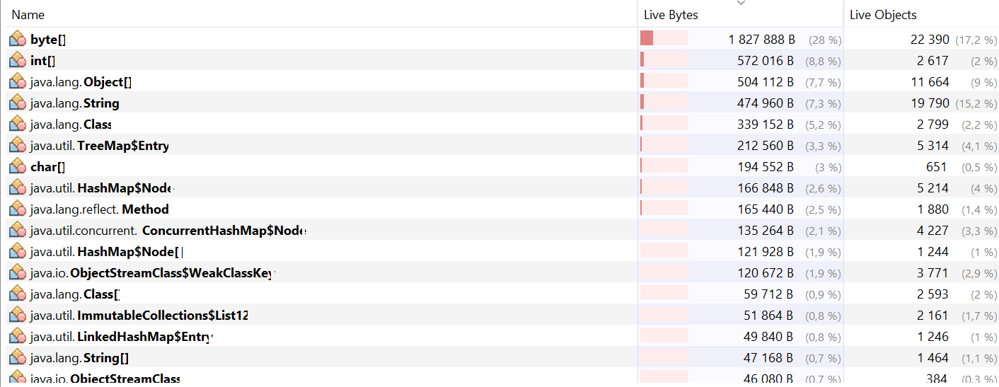 Name Live Bytes Live Objects
byte[] 1 827 888 B (28 %) 22 390 (17,2 %)
int[] 572 016 B (8,8 %) 2 617 (2 %)
java.lang.Object[] 504 112 B (7,7 %) 11 664 (9 %)
java.lang.String 474 960 B (7,3 %) 19 790 (15,2 %)
java.lang.Class 339 152 B (5,2 %) 2 799 (2,2 %)
java.util.TreeMap$Entry 212 560 B (3,3 %) 5 314 (4,1 %)
char[] 194 552 B (3 %) 651 (0,5 %)
java.util.HashMap$Node 166 848 B (2,6 %) 5 214 (4 %)
java.lang.reflect.Method 165 440 B (2,5 %) 1 880 (1,4 %)
java.util.concurrent.ConcurrentHashMap$Node 135 264 B (2,1 %) 4 227 (3,3 %)
java.util.HashMap$Node[] 121 928 B (1,9 %) 1 244 (1 %)
java.io.ObjectStreamClass$WeakClassKey 120 672 B (1,9 %) 3 771 (2,9 %)
java.lang.Class[] 59 712 B (0,9 %) 2 593 (2 %)
java.util.ImmutableCollections$List12 51 864 B (0,8 %) 2 161 (1,7 %)
java.util.LinkedHashMap$Entry 49 840 B (0,8 %) 1 246 (1 %)
java.lang.String[] 47 168 B (0,7 %) 1 464 (1,1 %)
java.io.ObjectStreamClass 46 080 B (0,7 %) 384 (0,3 %)